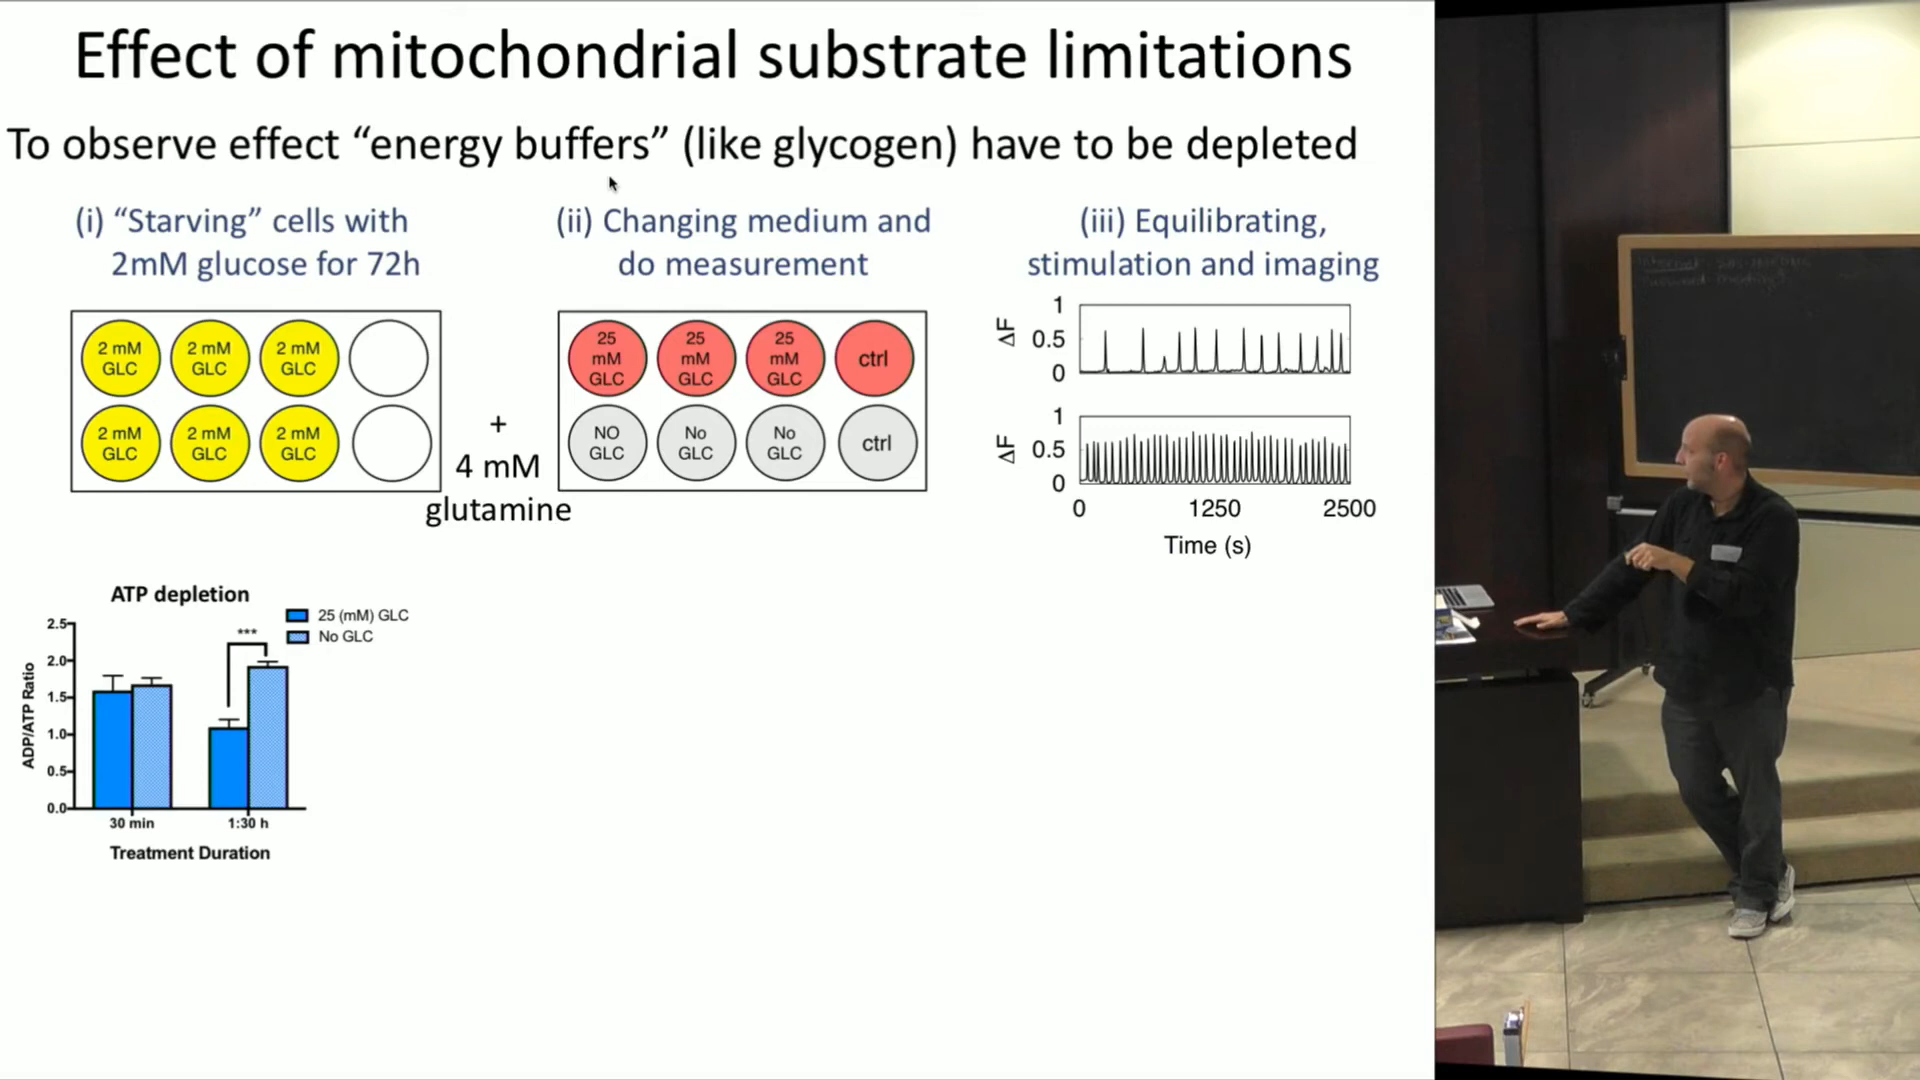 Effect of mitochondrial substrate limitations
To observe effect “energy buffers” (like glycogen) have to be depleted
(i) “Starving” cells with
2mM glucose for 72h
2 mM
GLC
2 mM
GLC
2 mM
GLC
2 mM
GLC
2 mM
GLC
2 mM
GLC
+
4 mM
glutamine
(ii) Changing medium and
do measurement
25
mM
GLC
25
mM
GLC
25
mM
GLC
ctrl
NO
GLC
No
GLC
No
GLC
ctrl
(iii) Equilibrating,
stimulation and imaging
ΔF
1
0.5
0
ΔF
1
0.5
0
0 1250 2500
Time (s)
ATP depletion
25 (mM) GLC
No GLC
***
ADP/ATP Ratio
2.5
2.0
1.5
1.0
0.5
0.0
30 min 1:30 h
Treatment Duration